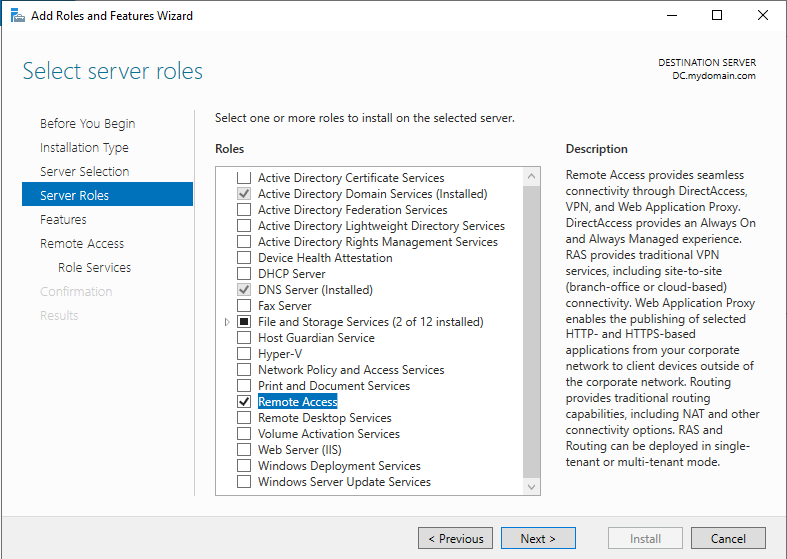 Add Roles and Features Wizard
Select server roles
DESTINATION SERVER
DC.mydomain.com
Before You Begin
Installation Type
Server Selection
Server Roles
Features
Remote Access
Role Services
Confirmation
Results
Select one or more roles to install on the selected server.
Roles
Active Directory Certificate Services
Active Directory Domain Services (Installed)
Active Directory Federation Services
Active Directory Lightweight Directory Services
Active Directory Rights Management Services
Device Health Attestation
DHCP Server
DNS Server (Installed)
Fax Server
File and Storage Services (2 of 12 installed)
Host Guardian Service
Hyper-V
Network Policy and Access Services
Print and Document Services
Remote Access
Remote Desktop Services
Volume Activation Services
Web Server (IIS)
Windows Deployment Services
Windows Server Update Services
Description
Remote Access provides seamless
connectivity through DirectAccess,
VPN, and Web Application Proxy.
DirectAccess provides an Always On
and Always Managed experience.
RAS provides traditional VPN
services, including site-to-site
(branch-office or cloud-based)
connectivity. Web Application Proxy
enables the publishing of selected
HTTP- and HTTPS-based
applications from your corporate
network to client devices outside of
the corporate network. Routing
provides traditional routing
capabilities, including NAT and other
connectivity options. RAS and
Routing can be deployed in single-
tenant or multi-tenant mode.
< Previous
Next >
Install
Cancel